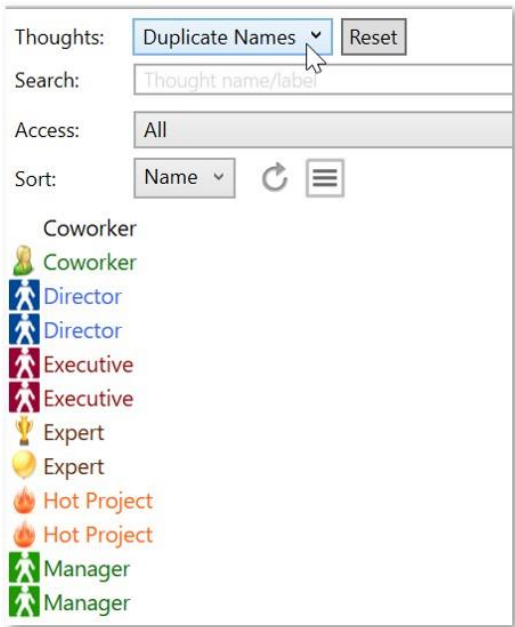 Thoughts: Duplicate Names Reset
Search: Thought name/label
Access: All
Sort: Name
Coworker
Coworker
Director
Director
Executive
Executive
Expert
Expert
Hot Project
Hot Project
Manager
Manager